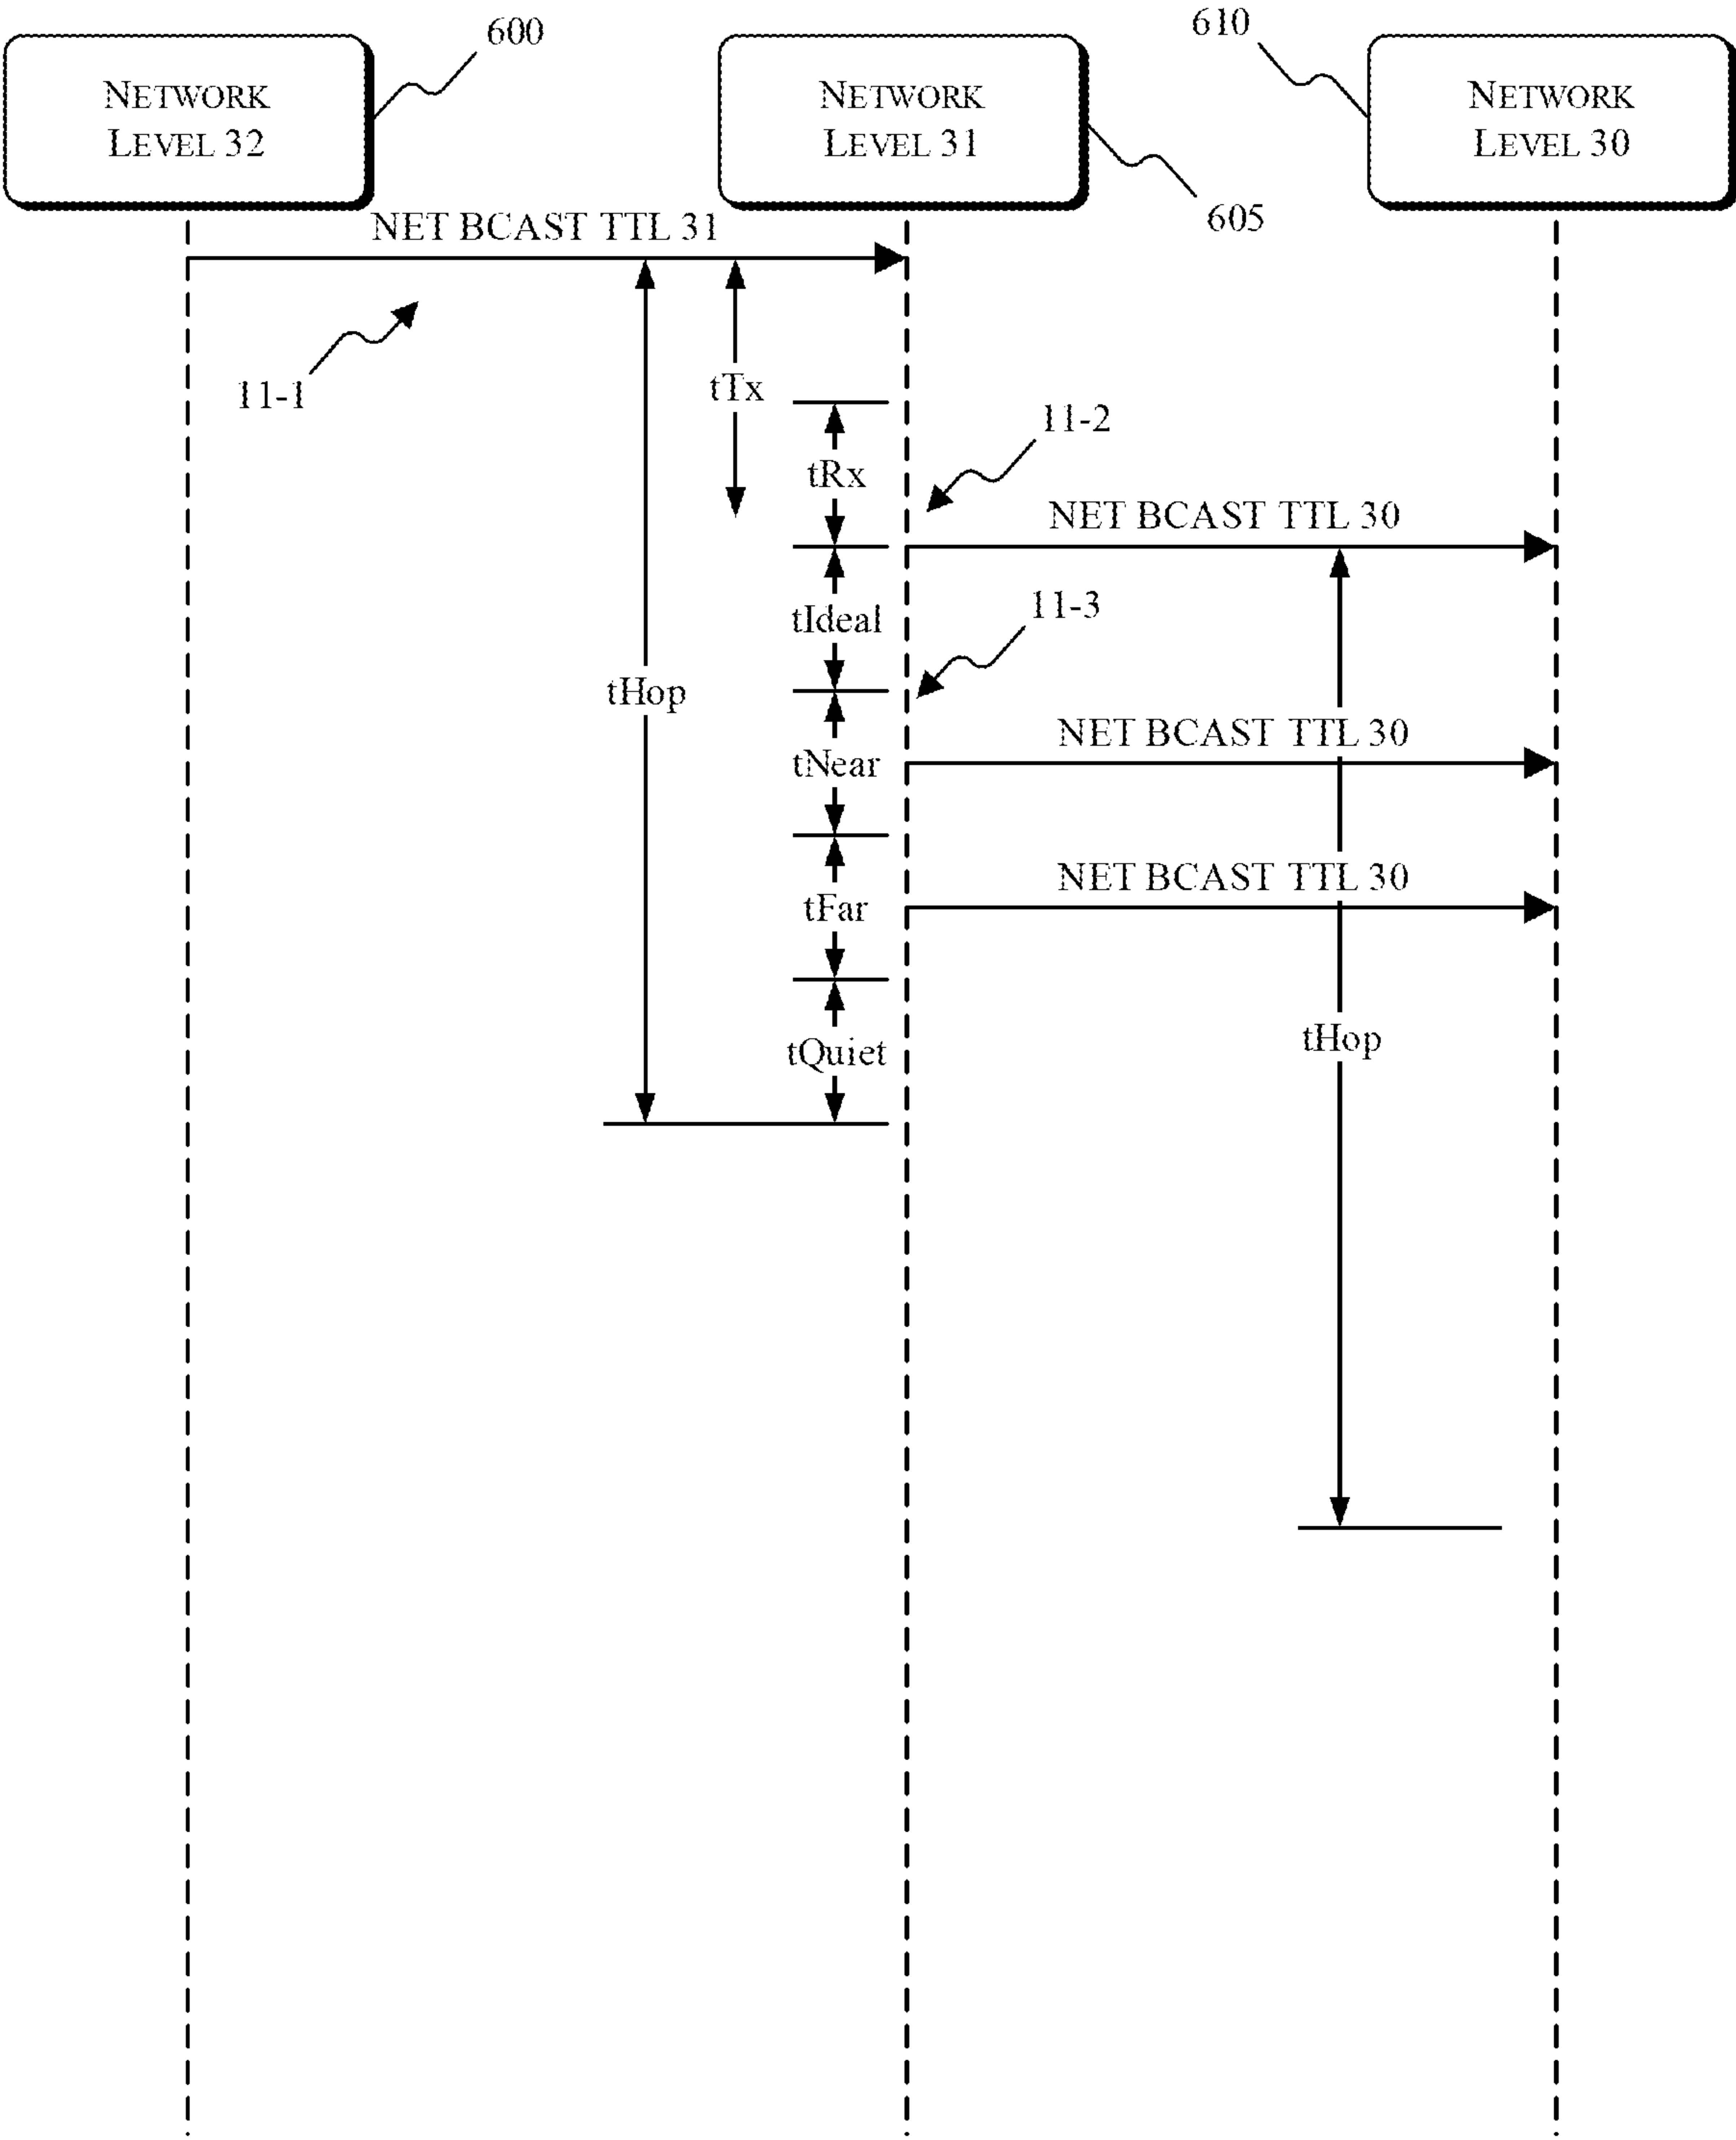 600
610
NETWORK
LEVEL 32
NETWORK
LEVEL 31
NETWORK
LEVEL 30
605
NET BCAST TTL 31
11-1
tTx
11-2
tRx
NET BCAST TTL 30
11-3
tIdeal
tHop
NET BCAST TTL 30
tNear
NET BCAST TTL 30
tFar
tQuiet
tHop